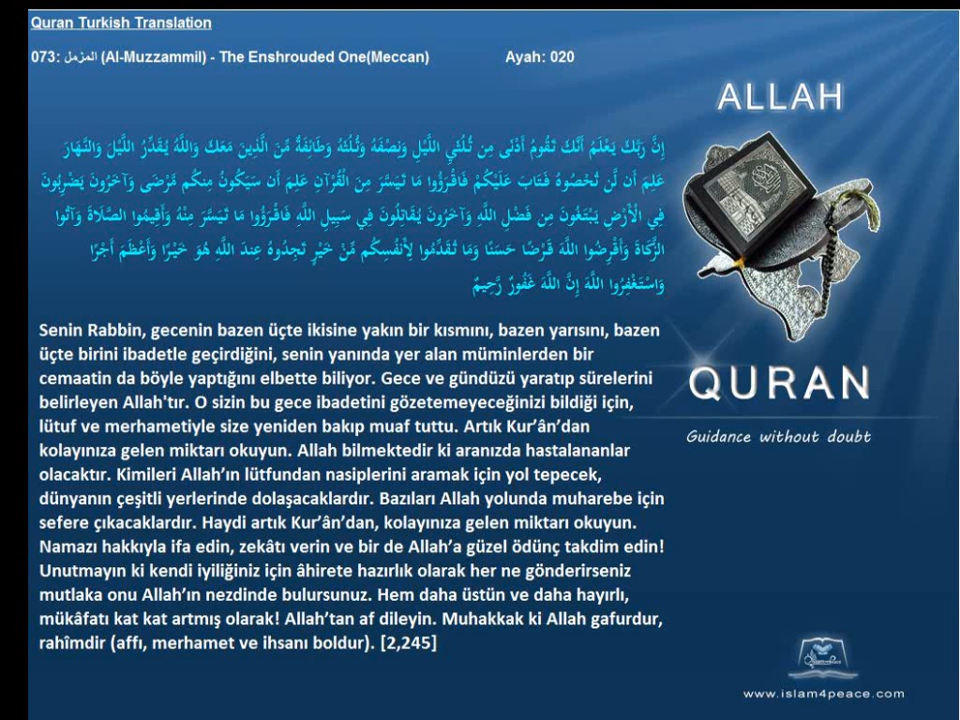 Quran Turkish Translation
073: المزمل (Al-Muzzammil) - The Enshrouded One(Meccan) Ayah: 020
ALLAH
إِنَّ رَبَّكَ يَعْلَمُ أَنَّكَ تَقُومُ أَدْنَى مِن ثُلُثَيِ اللَّيْلِ وَنِصْفَهُ وَثُلُثَهُ وَطَائِفَةٌ مِّنَ الَّذِينَ مَعَكَ وَاللَّهُ يُقَدِّرُ اللَّيْلَ وَالنَّهَارَ
عَلِمَ أَن لَّن تُحْصُوهُ فَتَابَ عَلَيْكُمْ فَاقْرَؤُوا مَا تَيَسَّرَ مِنَ الْقُرْآنِ عَلِمَ أَن سَيَكُونُ مِنكُم مَّرْضَى وَآخَرُونَ يَضْرِبُونَ
فِي الْأَرْضِ يَبْتَغُونَ مِن فَضْلِ اللَّهِ وَآخَرُونَ يُقَاتِلُونَ فِي سَبِيلِ اللَّهِ فَاقْرَؤُوا مَا تَيَسَّرَ مِنْهُ وَأَقِيمُوا الصَّلَاةَ وَآتُوا
الزَّكَاةَ وَأَقْرِضُوا اللَّهَ قَرْضًا حَسَنًا وَمَا تُقَدِّمُوا لِأَنفُسِكُم مِّنْ خَيْرٍ تَجِدُوهُ عِندَ اللَّهِ هُوَ خَيْرًا وَأَعْظَمَ أَجْرًا
وَاسْتَغْفِرُوا اللَّهَ إِنَّ اللَّهَ غَفُورٌ رَّحِيمٌ
Senin Rabbin, gecenin bazen üçte ikisine yakın bir kısmını, bazen yarısını, bazen
üçte birini ibadetle geçirdiğini, senin yanında yer alan müminlerden bir
cemaatin da böyle yaptığını elbette biliyor. Gece ve gündüzü yaratıp sürelerini
belirleyen Allah'tır. O sizin bu gece ibadetini gözetemeyeceğinizi bildiği için,
lütuf ve merhametiyle size yeniden bakıp muaf tuttu. Artık Kur’ân’dan
kolayınıza gelen miktarı okuyun. Allah bilmektedir ki aranızda hastalananlar
olacaktır. Kimileri Allah’ın lütfundan nasiplerini aramak için yol tepecek,
dünyanın çeşitli yerlerinde dolaşacaklardır. Bazıları Allah yolunda muharebe için
sefere çıkacaklardır. Haydi artık Kur’ân’dan, kolayınıza gelen miktarı okuyun.
Namazı hakkıyla ifa edin, zekâtı verin ve bir de Allah’a güzel ödünç takdim edin!
Unutmayın ki kendi iyiliğiniz için âhirete hazırlık olarak her ne gönderirseniz
mutlaka onu Allah’ın nezdinde bulursunuz. Hem daha üstün ve daha hayırlı,
mükâfatı kat kat artmış olarak! Allah’tan af dileyin. Muhakkak ki Allah gafurdur,
rahîmdir (affı, merhamet ve ihsanı boldur). [2,245]
QURAN
Guidance without doubt
www.islam4peace.com